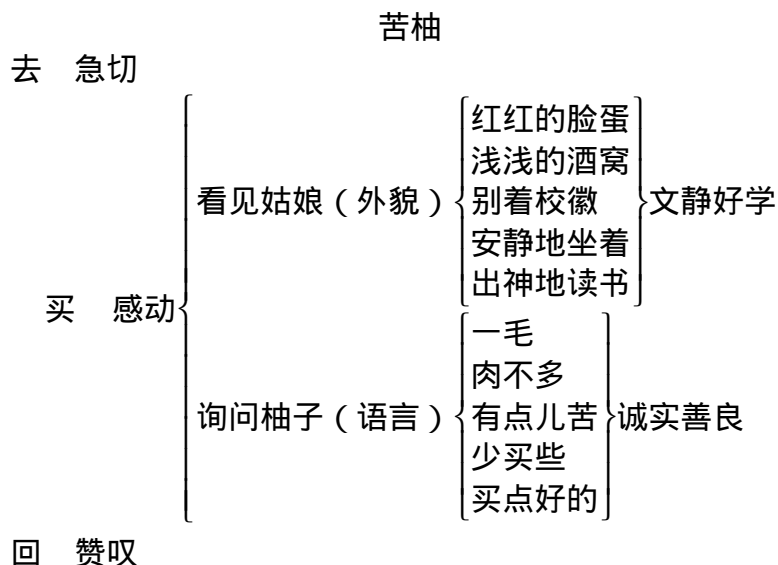 苦柚
去 急切
买 感动
看见姑娘（外貌）
红红的脸蛋
浅浅的酒窝
别着校徽
安静地坐着
出神地读书
文静好学
询问柚子（语言）
一毛
肉不多
有点儿苦
少买些
买点好的
诚实善良
回 赞叹